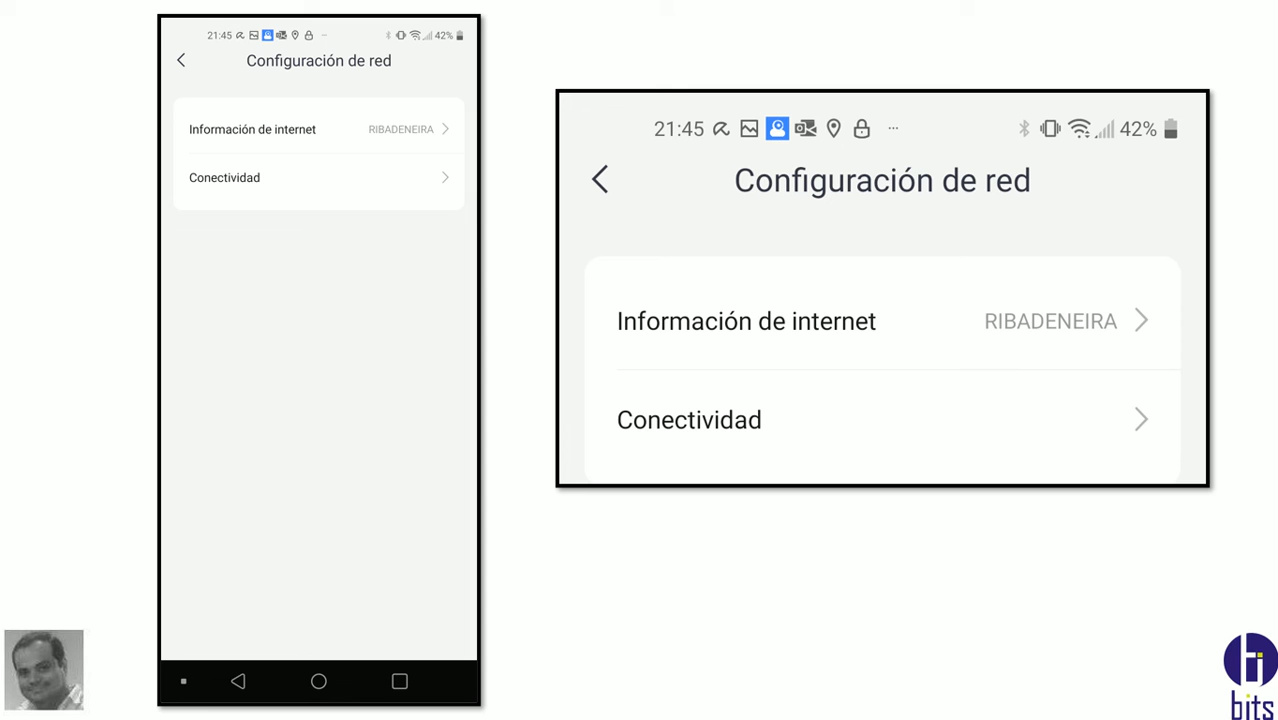 21:45
42%
Configuración de red
Información de internet RIBADENEIRA
Conectividad
21:45
42%
Configuración de red
Información de internet RIBADENEIRA
Conectividad
bits